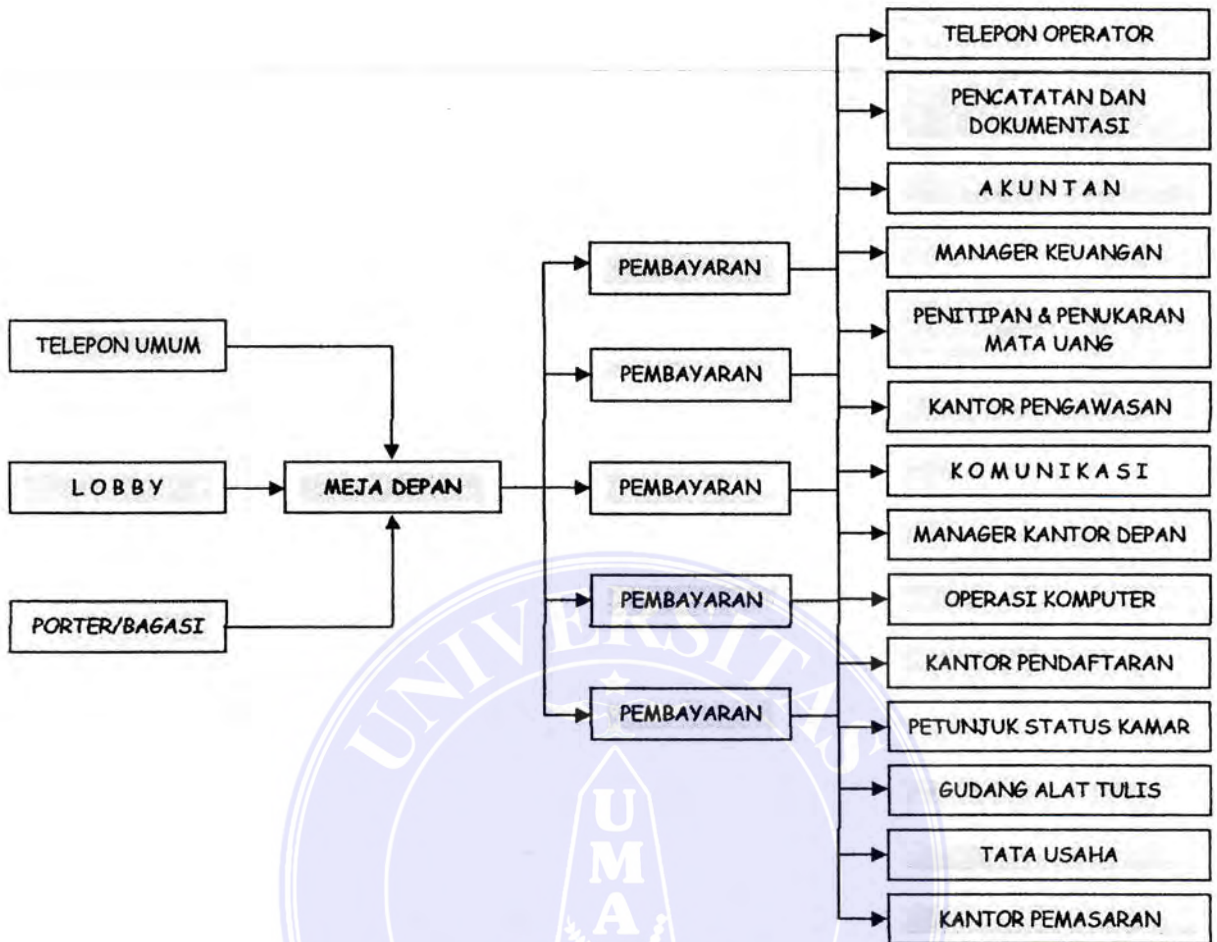 TELEPON OPERATOR
PENCATATAN DAN
DOKUMENTASI
AKUNTAN
MANAGER KEUANGAN
PENITIPAN & PENUKARAN
MATA UANG
KANTOR PENGAWASAN
KOMUNIKASI
MANAGER KANTOR DEPAN
OPERASI KOMPUTER
KANTOR PENDAFTARAN
PETUNJUK STATUS KAMAR
GUDANG ALAT TULIS
TATA USAHA
KANTOR PEMASARAN
PEMBAYARAN
PEMBAYARAN
PEMBAYARAN
PEMBAYARAN
PEMBAYARAN
TELEPON UMUM
LOBBY
MEJA DEPAN
PORTER/BAGASI
UNIVERSITAS
UMA